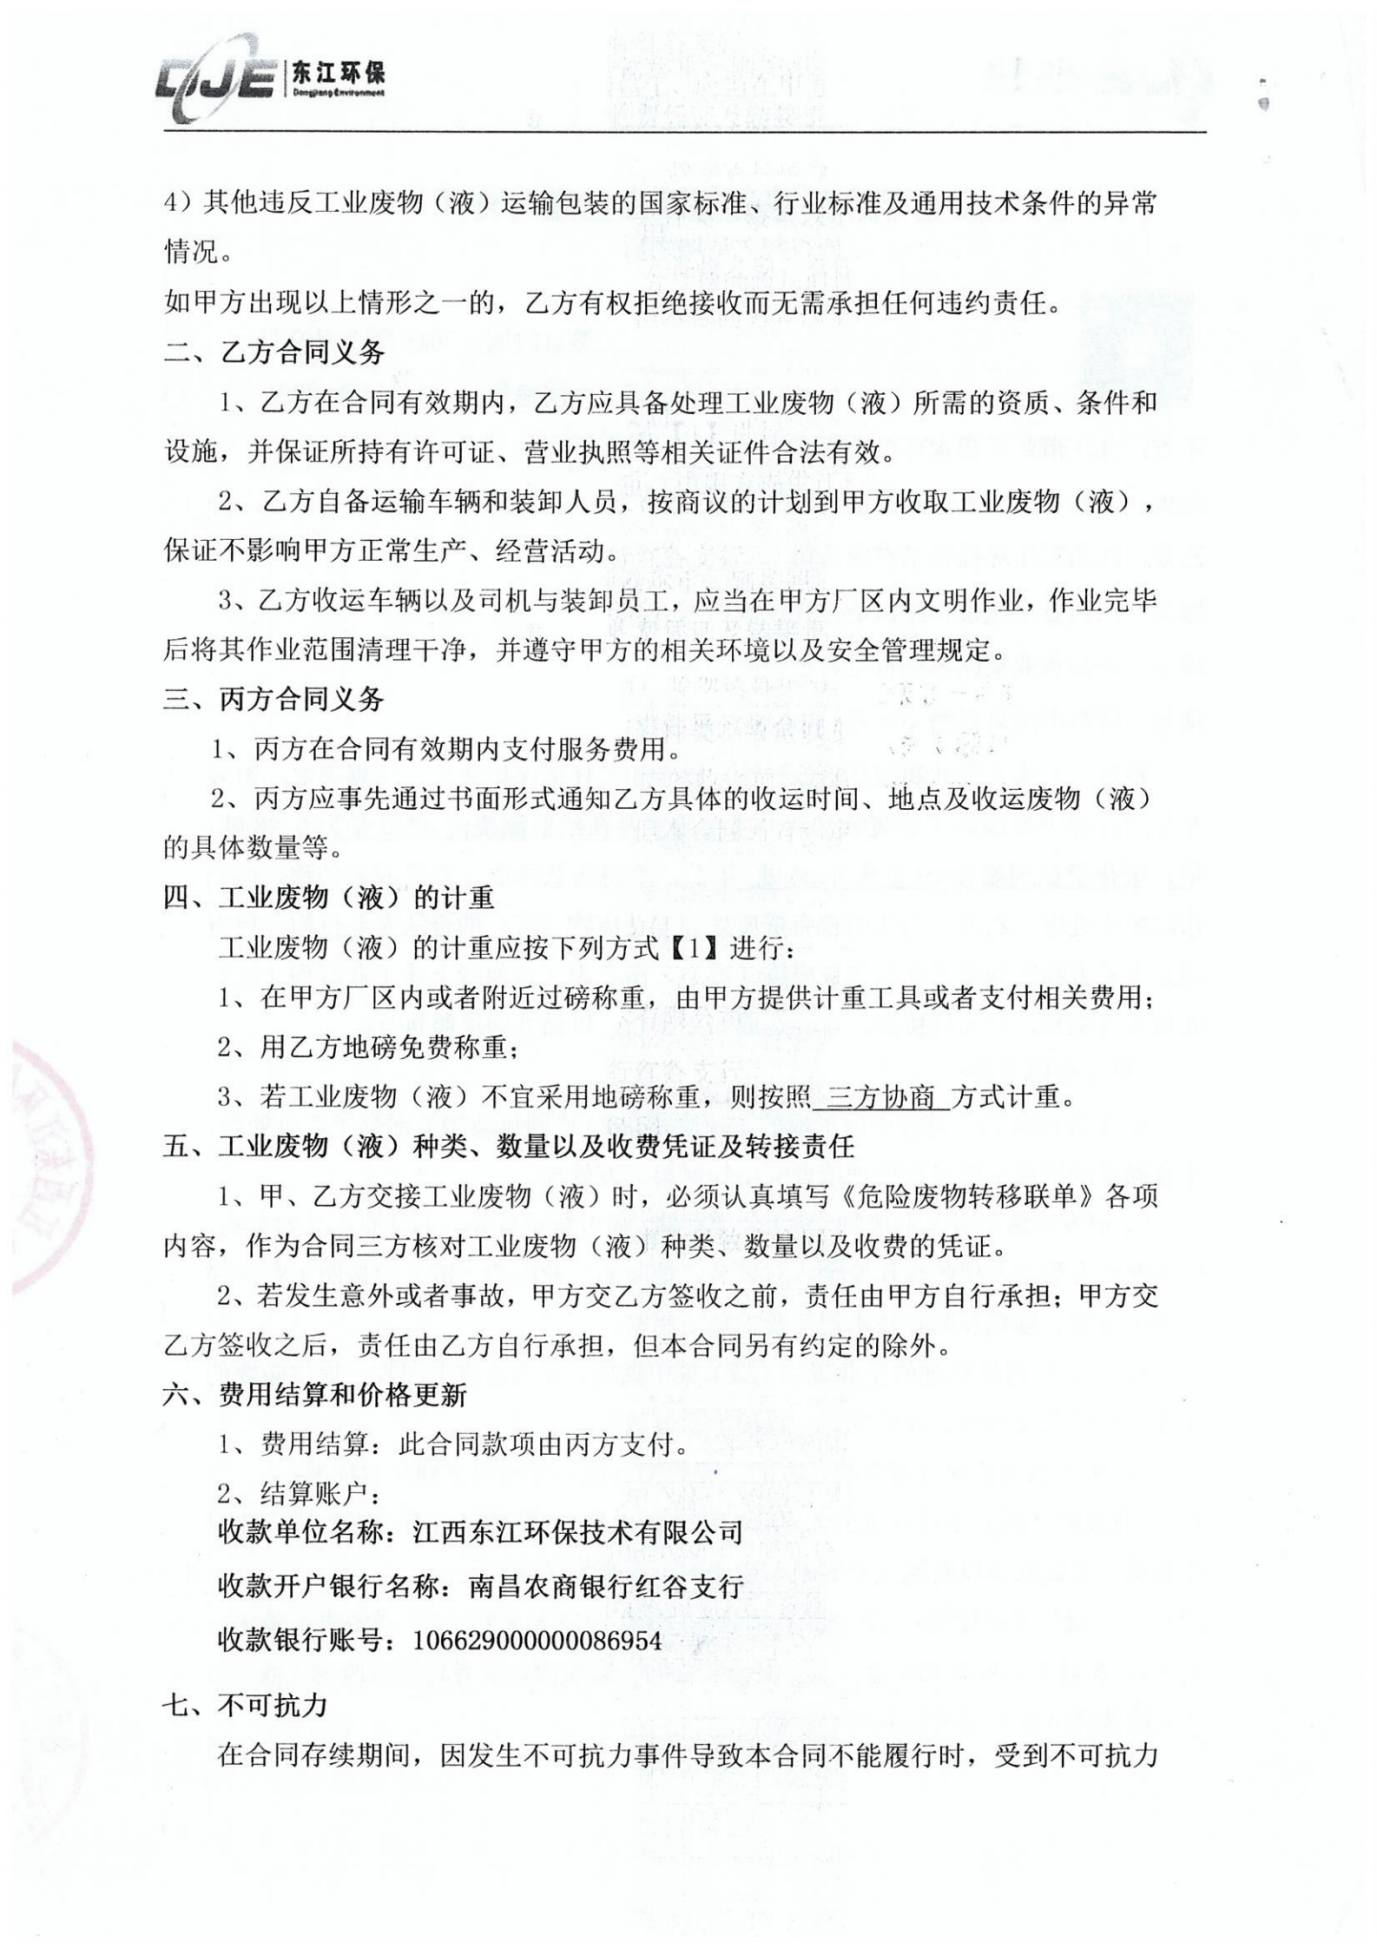 DJE 东江环保
Dongjiang Environment
4）其他违反工业废物（液）运输包装的国家标准、行业标准及通用技术条件的异常
情况。
如甲方出现以上情形之一的，乙方有权拒绝接收而无需承担任何违约责任。
二、乙方合同义务
1、乙方在合同有效期内，乙方应具备处理工业废物（液）所需的资质、条件和
设施，并保证所持有许可证、营业执照等相关证件合法有效。
2、乙方自备运输车辆和装卸人员，按商议的计划到甲方收取工业废物（液），
保证不影响甲方正常生产、经营活动。
3、乙方收运车辆以及司机与装卸员工，应当在甲方厂区内文明作业，作业完毕
后将其作业范围清理干净，并遵守甲方的相关环境以及安全管理规定。
三、丙方合同义务
1、丙方在合同有效期内支付服务费用。
2、丙方应事先通过书面形式通知乙方具体的收运时间、地点及收运废物（液）
的具体数量等。
四、工业废物（液）的计重
工业废物（液）的计重应按下列方式【1】进行：
1、在甲方厂区内或者附近过磅称重，由甲方提供计重工具或者支付相关费用；
2、用乙方地磅免费称重；
3、若工业废物（液）不宜采用地磅称重，则按照 三方协商 方式计重。
五、工业废物（液）种类、数量以及收费凭证及转接责任
1、甲、乙方交接工业废物（液）时，必须认真填写《危险废物转移联单》各项
内容，作为合同三方核对工业废物（液）种类、数量以及收费的凭证。
2、若发生意外或者事故，甲方交乙方签收之前，责任由甲方自行承担；甲方交
乙方签收之后，责任由乙方自行承担，但本合同另有约定的除外。
六、费用结算和价格更新
1、费用结算：此合同款项由丙方支付。
2、结算账户：
收款单位名称：江西东江环保技术有限公司
收款开户银行名称：南昌农商银行红谷支行
收款银行账号：106629000000086954
七、不可抗力
在合同存续期间，因发生不可抗力事件导致本合同不能履行时，受到不可抗力